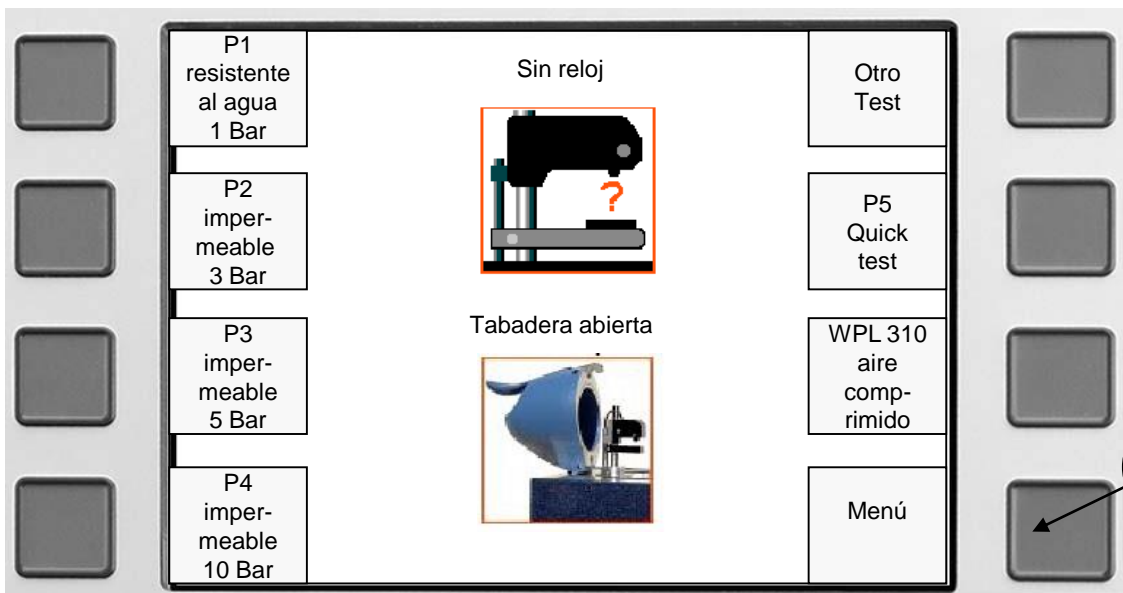 P1
resistente
al agua
1 Bar
P2
imper-
meable
3 Bar
P3
imper-
meable
5 Bar
P4
imper-
meable
10 Bar
Sin reloj
?
Tabadera abierta
Otro
Test
P5
Quick
test
WPL 310
aire
comp-
rimido
Menú